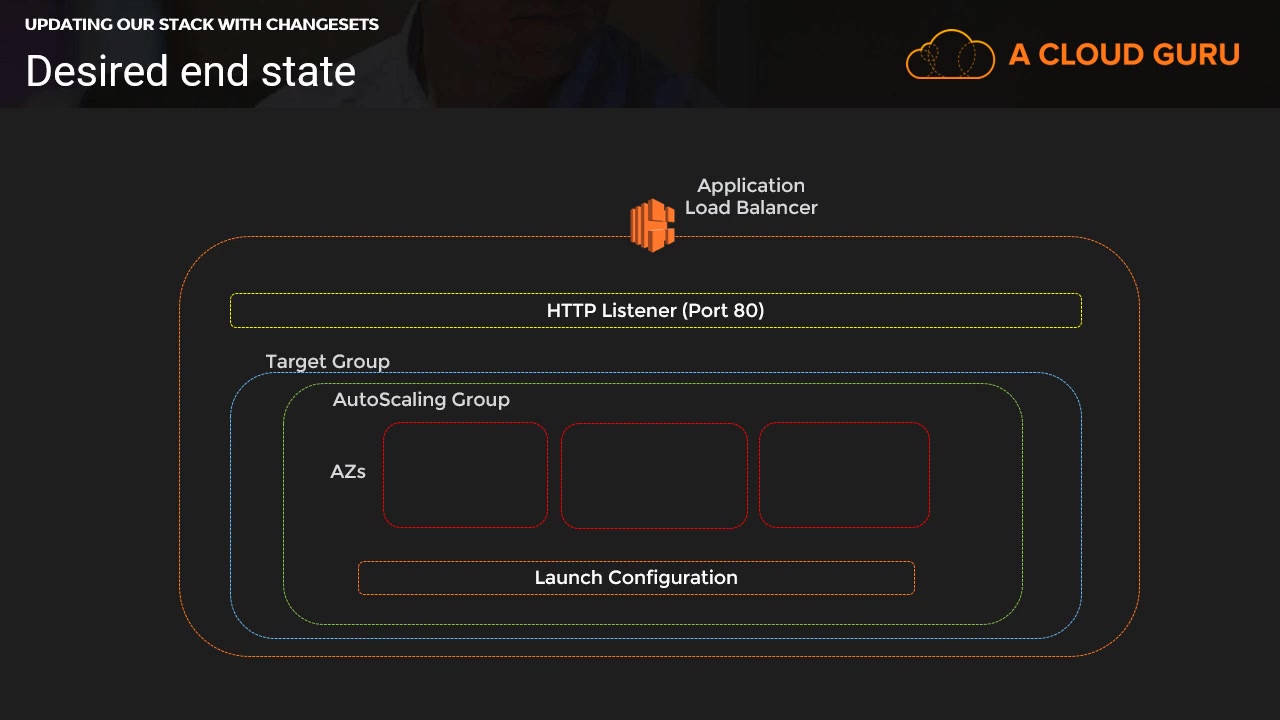 UPDATING OUR STACK WITH CHANGESETS
Desired end state
A CLOUD GURU
Application
Load Balancer
HTTP Listener (Port 80)
Target Group
AutoScaling Group
AZs
Launch Configuration